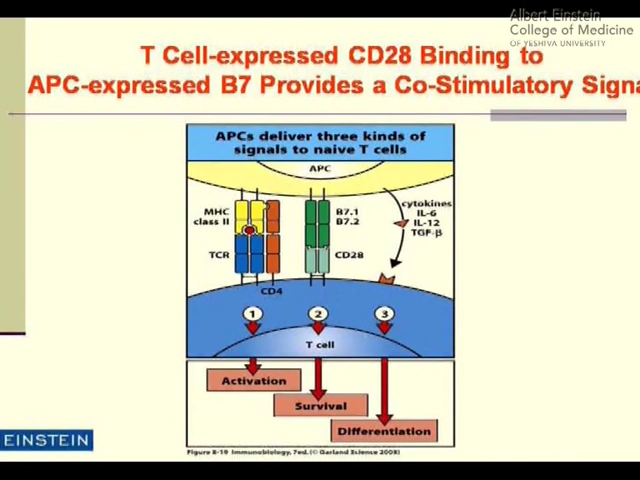 Albert Einstein
College of Medicine
OF YESHIVA UNIVERSITY
T Cell-expressed CD28 Binding to
APC-expressed B7 Provides a Co-Stimulatory Signa
APCs deliver three kinds of
signals to naive T cells
APC
MHC
class II
B7.1
B7.2
cytokines
IL-6
IL-12
TGF-β
TCR
CD28
CD4
1
2
3
T cell
Activation
Survival
Differentiation
EINSTEIN
Figure 8-19 Immunobiology, 7ed. (© Garland Science 2008)